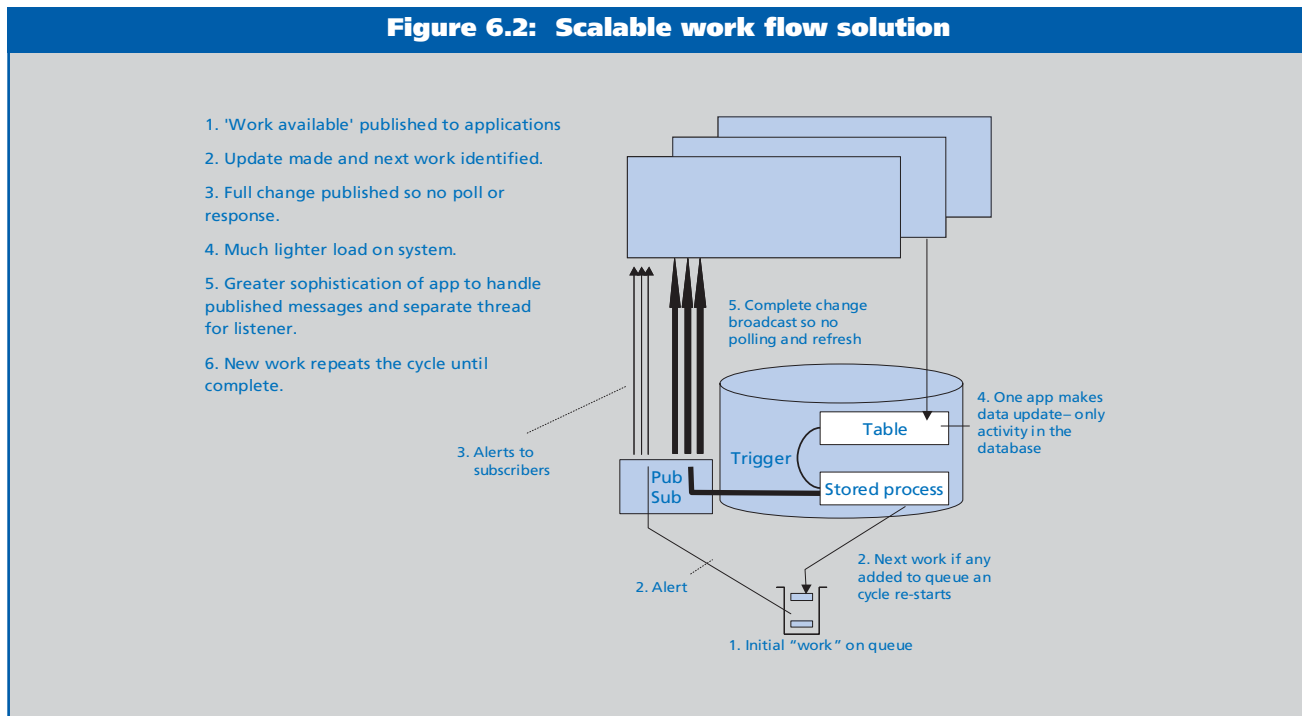 Figure 6.2: Scalable work flow solution
1. 'Work available' published to applications
2. Update made and next work identified.
3. Full change published so no poll or
response.
4. Much lighter load on system.
5. Greater sophistication of app to handle
published messages and separate thread
for listener.
6. New work repeats the cycle until
complete.
5. Complete change
broadcast so no
polling and refresh
4. One app makes
data update– only
activity in the
database
Table
Trigger
Stored process
3. Alerts to
subscribers
Pub
Sub
2. Alert
2. Next work if any
added to queue an
cycle re-starts
1. Initial “work” on queue